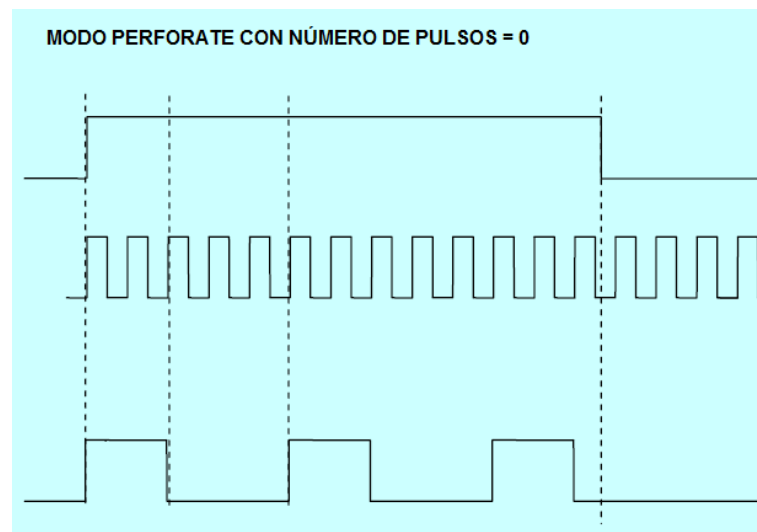 MODO PERFORATE CON NÚMERO DE PULSOS = 0